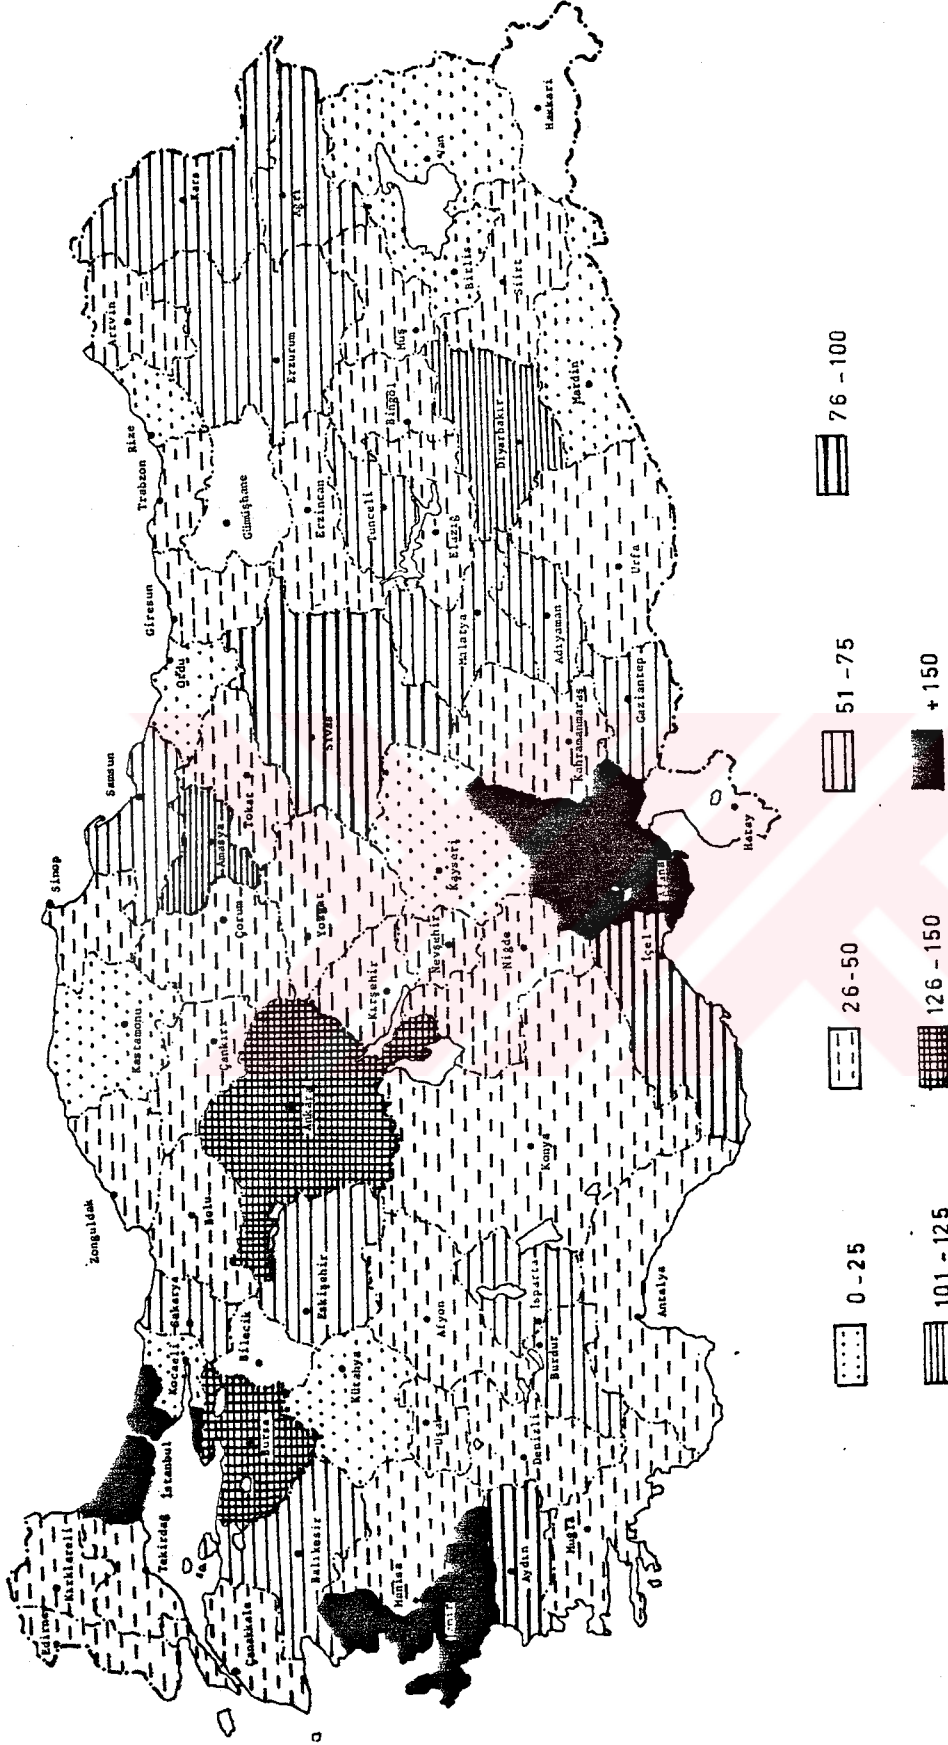 Edirne
Kırklareli
Tekirdağ
İstanbul
Kocaeli
Sakarya
Bilecik
Bursa
Balıkesir
Çanakkale
Manisa
İzmir
Aydın
Muğla
Denizli
Uşak
Kütahya
Afyon
Eskişehir
Burdur
Isparta
Antalya
Konya
Ankara
Bolu
Zonguldak
Kastamonu
Çankırı
Sinop
Samsun
Çorum
Amasya
Tokat
Yozgat
Kırşehir
Nevşehir
Niğde
Kayseri
İçel
Adana
Hatay
Ordu
Giresun
Sivas
Malatya
Kahramanmaraş
Adıyaman
Gaziantep
Urfa
Trabzon
Rize
Gümüşhane
Erzincan
Tunceli
Elazığ
Bingöl
Diyarbakır
Mardin
Artvin
Kars
Erzurum
Ağrı
Muş
Bitlis
Siirt
Van
Hakkari
0-25
26-50
51-75
76-100
101-125
126-150
+150